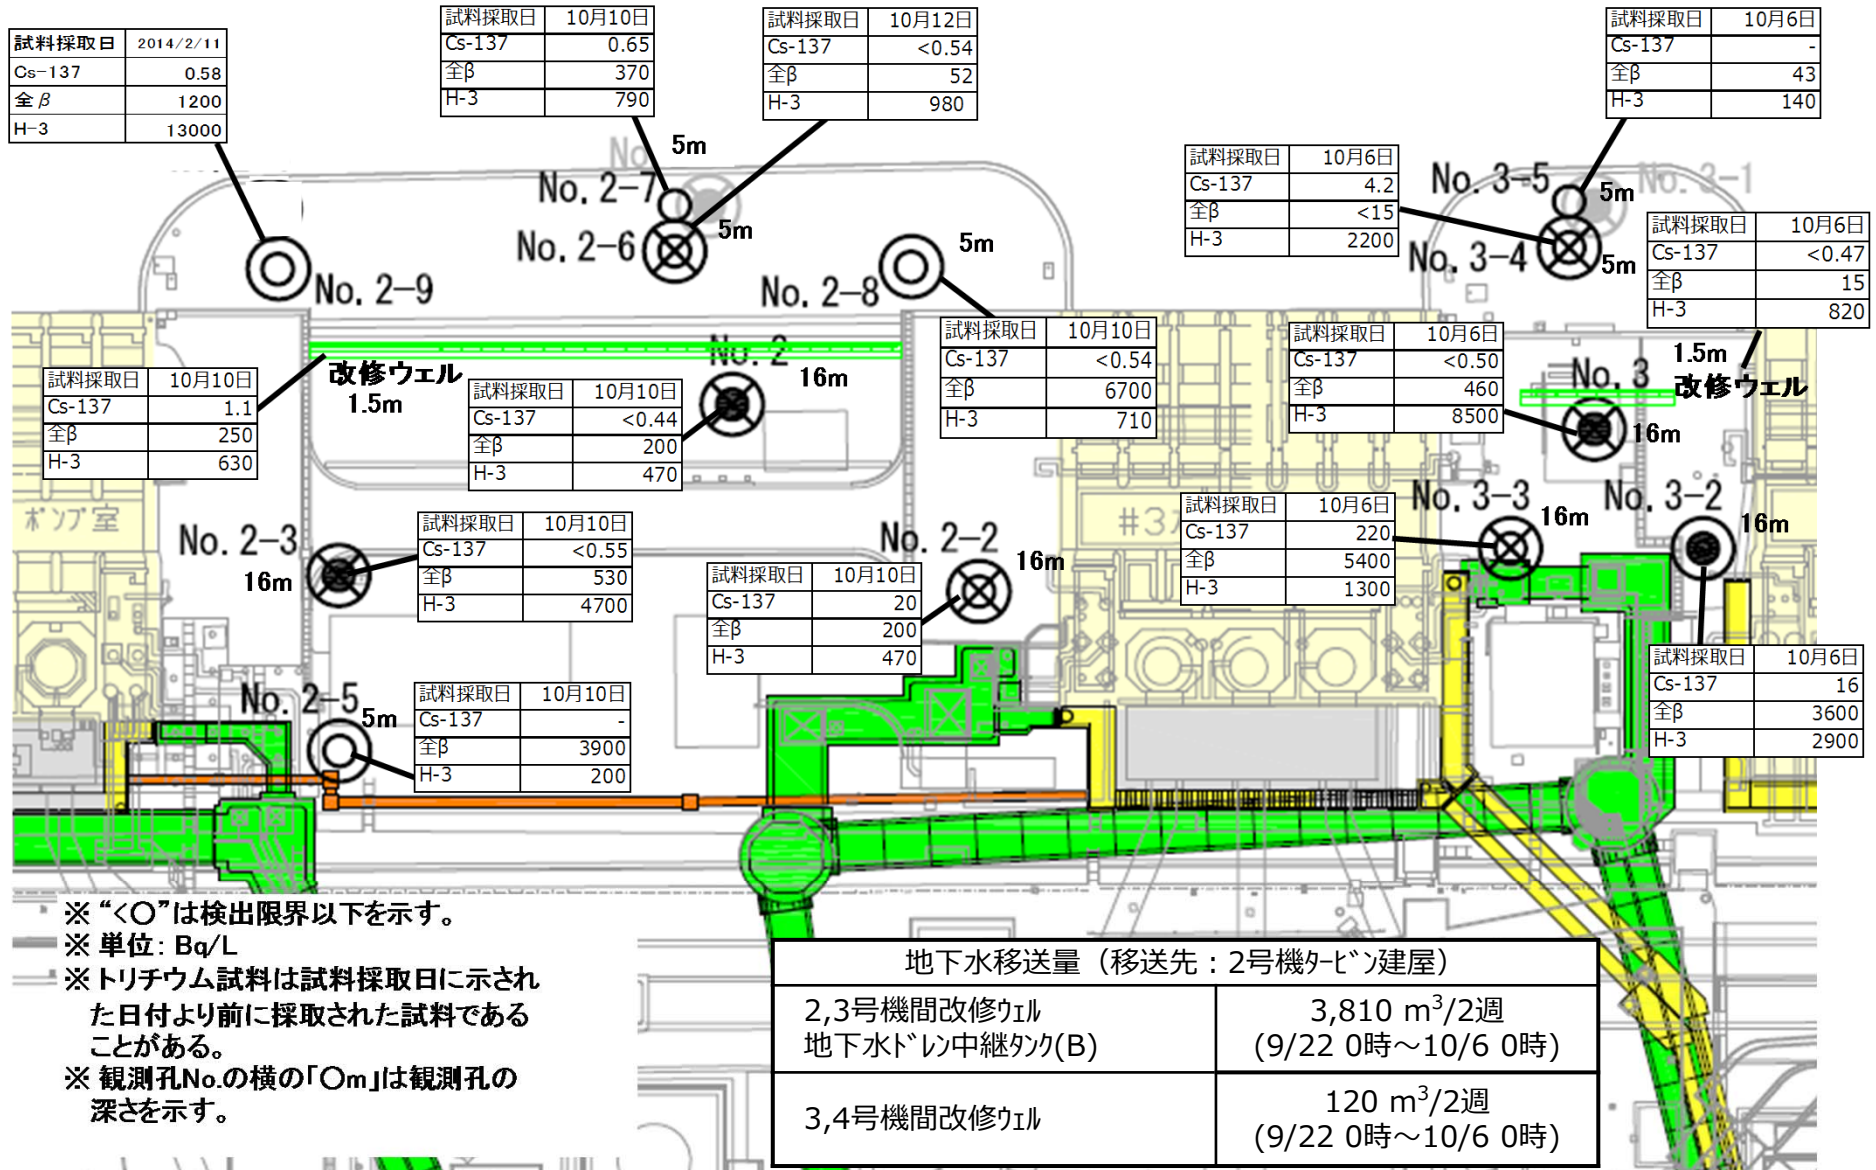 試料採取日 2014/2/11
Cs-137 0.58
全β 1200
H-3 13000
試料採取日 10月10日
Cs-137 0.65
全β 370
H-3 790
試料採取日 10月12日
Cs-137 <0.54
全β 52
H-3 980
試料採取日 10月6日
Cs-137 -
全β 43
H-3 140
試料採取日 10月6日
Cs-137 4.2
全β <15
H-3 2200
試料採取日 10月6日
Cs-137 <0.47
全β 15
H-3 820
No
5m
No. 2-7
No. 2-6
5m
No. 2-9
No. 2-8
5m
No. 3-5
5m
No. 3-1
No. 3-4
5m
試料採取日 10月10日
Cs-137 <0.54
全β 6700
H-3 710
試料採取日 10月6日
Cs-137 <0.50
全β 460
H-3 8500
No. 2
16m
改修ウェル
1.5m
No. 3
16m
1.5m
改修ウェル
試料採取日 10月10日
Cs-137 1.1
全β 250
H-3 630
試料採取日 10月10日
Cs-137 <0.44
全β 200
H-3 470
ポンプ室
No. 2-3
16m
試料採取日 10月10日
Cs-137 <0.55
全β 530
H-3 4700
No. 2-2
16m
試料採取日 10月10日
Cs-137 20
全β 200
H-3 470
#3
試料採取日 10月6日
Cs-137 220
全β 5400
H-3 1300
No. 3-3
16m
No. 3-2
16m
試料採取日 10月6日
Cs-137 16
全β 3600
H-3 2900
No. 2-5
5m
試料採取日 10月10日
Cs-137 -
全β 3900
H-3 200
※ “<〇”は検出限界以下を示す。
※ 単位: Bq/L
※ トリチウム試料は試料採取日に示され
た日付より前に採取された試料である
ことがある。
※ 観測孔No.の横の「〇m」は観測孔の
深さを示す。
地下水移送量（移送先：2号機ﾀｰﾋﾞﾝ建屋）
2,3号機間改修ｳｪﾙ
地下水ﾄﾞﾚﾝ中継ﾀﾝｸ(B)
3,810 m³/2週
(9/22 0時～10/6 0時)
3,4号機間改修ｳｪﾙ
120 m³/2週
(9/22 0時～10/6 0時)